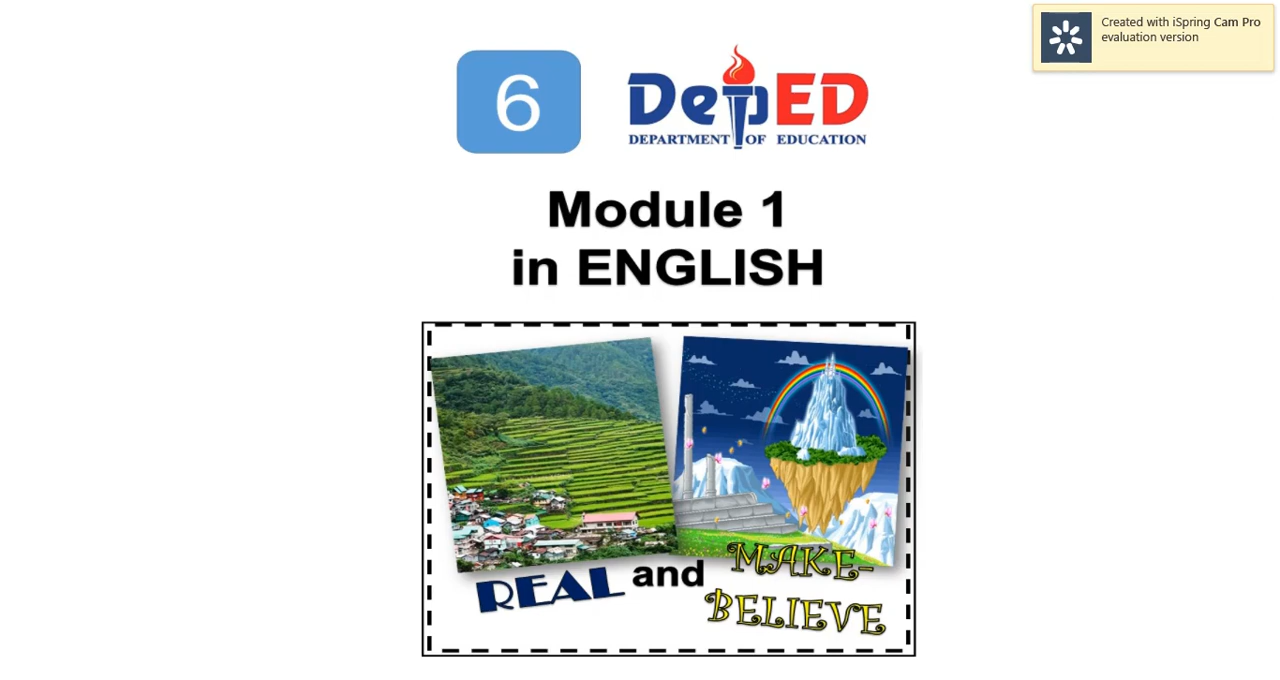 Created with iSpring Cam Pro
evaluation version
6
DepED
DEPARTMENT OF EDUCATION
Module 1
in ENGLISH
REAL and MAKE-
BELIEVE